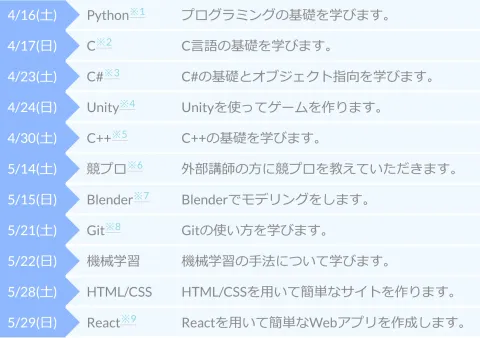 4/16(土) Python※1 プログラミングの基礎を学びます。
4/17(日) C※2 C言語の基礎を学びます。
4/23(土) C#※3 C#の基礎とオブジェクト指向を学びます。
4/24(日) Unity※4 Unityを使ってゲームを作ります。
4/30(土) C++※5 C++の基礎を学びます。
5/14(土) 競プロ※6 外部講師の方に競プロを教えていただきます。
5/15(日) Blender※7 Blenderでモデリングをします。
5/21(土) Git※8 Gitの使い方を学びます。
5/22(日) 機械学習 機械学習の手法について学びます。
5/28(土) HTML/CSS HTML/CSSを用いて簡単なサイトを作ります。
5/29(日) React※9 Reactを用いて簡単なWebアプリを作成します。